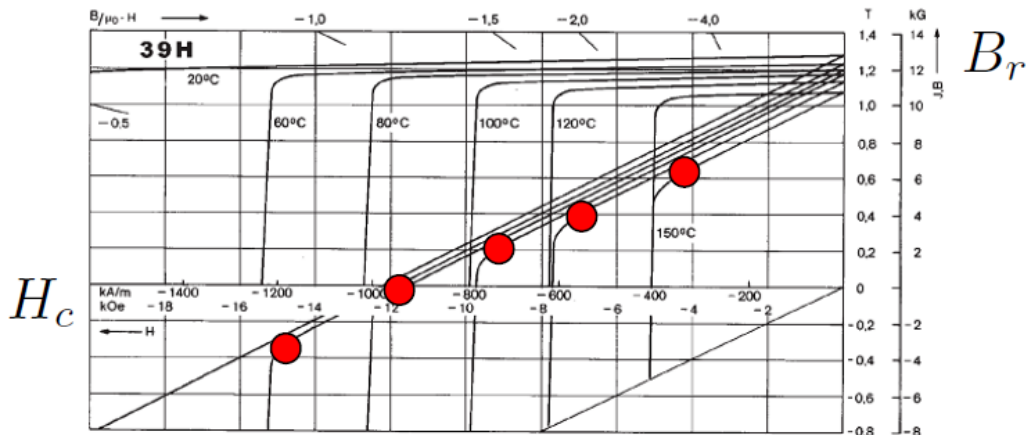 B/μ₀·H → −1,0 −1,5 −2,0 −4,0 T kG
39H
1,4 14
20ºC
1,2 12
J,B
B_r
−0,5
60ºC 80ºC 100ºC 120ºC
1,0 10
0,8 8
0,6 6
0,4 4
150ºC
0,2 2
H_c
kA/m −1400 −1200 −1000 −800 −600 −400 −200 0 0
kOe −18 −16 −14 −12 −10 −8 −6 −4 −2
← H
−0,2 −2
−0,4 −4
−0,6 −6
−0,8 −8